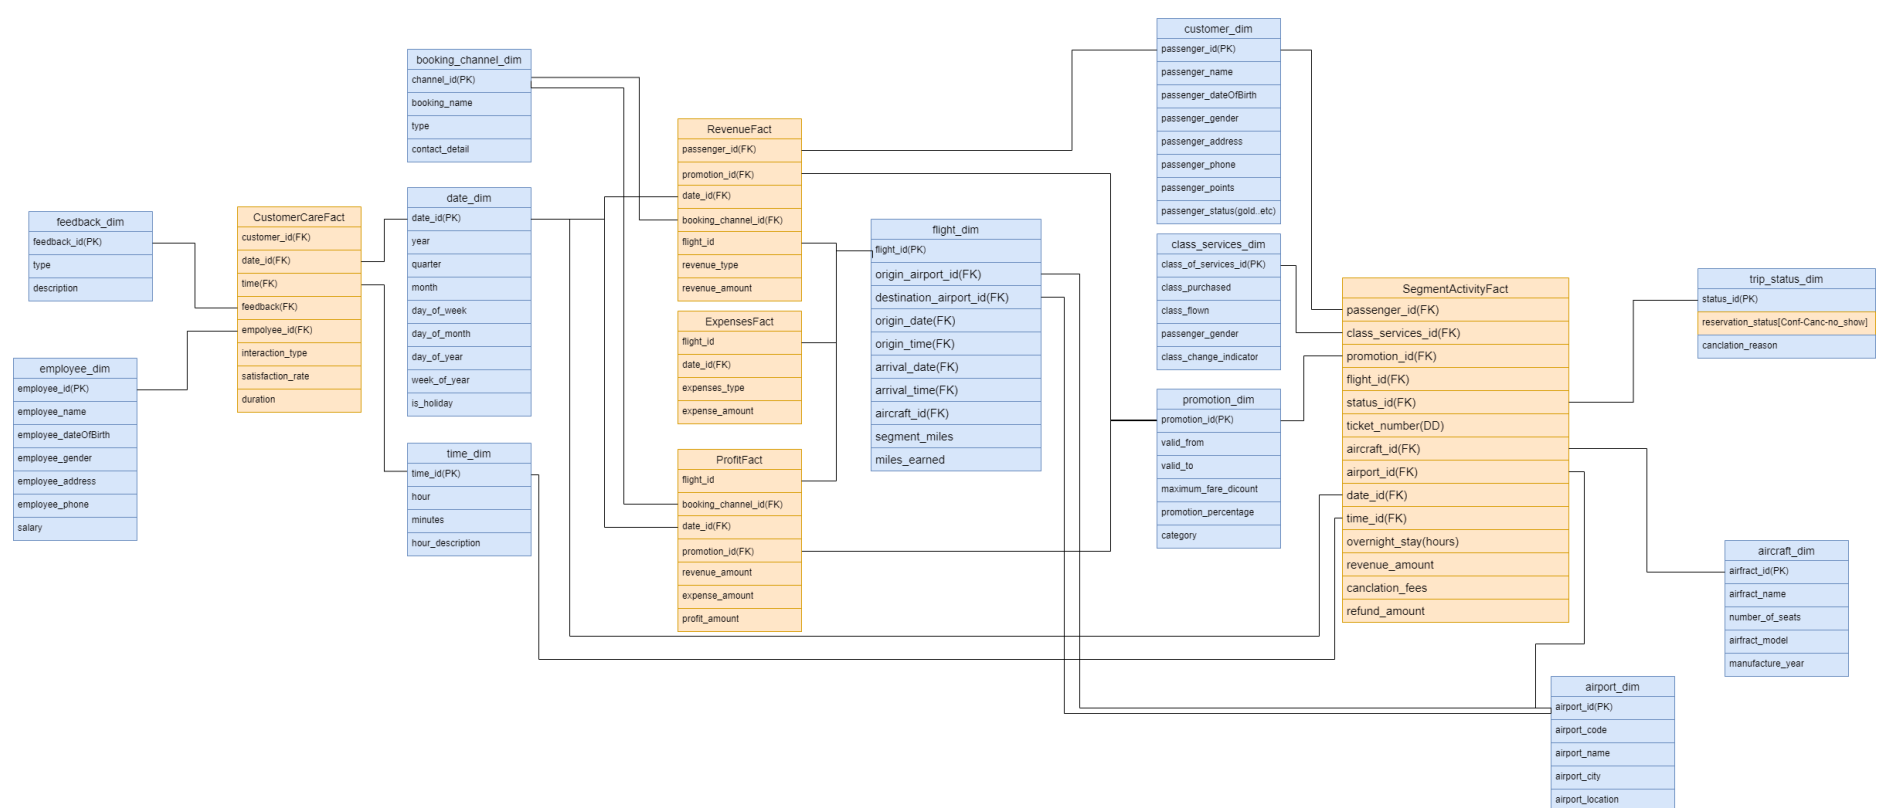 customer_dim
passenger_id(PK)
passenger_name
passenger_dateOfBirth
passenger_gender
passenger_address
passenger_phone
passenger_points
passenger_status(gold..etc)
booking_channel_dim
channel_id(PK)
booking_name
type
contact_detail
RevenueFact
passenger_id(FK)
promotion_id(FK)
date_id(FK)
booking_channel_id(FK)
flight_id
revenue_type
revenue_amount
date_dim
date_id(PK)
year
quarter
month
day_of_week
day_of_month
day_of_year
week_of_year
is_holiday
feedback_dim
feedback_id(PK)
type
description
CustomerCareFact
customer_id(FK)
date_id(FK)
time(FK)
feedback(FK)
empolyee_id(FK)
interaction_type
satisfaction_rate
duration
flight_dim
flight_id(PK)
origin_airport_id(FK)
destination_airport_id(FK)
origin_date(FK)
origin_time(FK)
arrival_date(FK)
arrival_time(FK)
aircraft_id(FK)
segment_miles
miles_earned
class_services_dim
class_of_services_id(PK)
class_purchased
class_flown
passenger_gender
class_change_indicator
SegmentActivityFact
passenger_id(FK)
class_services_id(FK)
promotion_id(FK)
flight_id(FK)
status_id(FK)
ticket_number(DD)
aircraft_id(FK)
airport_id(FK)
date_id(FK)
time_id(FK)
overnight_stay(hours)
revenue_amount
canclation_fees
refund_amount
trip_status_dim
status_id(PK)
reservation_status[Conf-Canc-no_show]
canclation_reason
ExpensesFact
flight_id
date_id(FK)
expenses_type
expense_amount
employee_dim
employee_id(PK)
employee_name
employee_dateOfBirth
employee_gender
employee_address
employee_phone
salary
promotion_dim
promotion_id(PK)
valid_from
valid_to
maximum_fare_dicount
promotion_percentage
category
time_dim
time_id(PK)
hour
minutes
hour_description
ProfitFact
flight_id
booking_channel_id(FK)
date_id(FK)
promotion_id(FK)
revenue_amount
expense_amount
profit_amount
aircraft_dim
airfract_id(PK)
airfract_name
number_of_seats
airfract_model
manufacture_year
airport_dim
airport_id(PK)
airport_code
airport_name
airport_city
airport_location